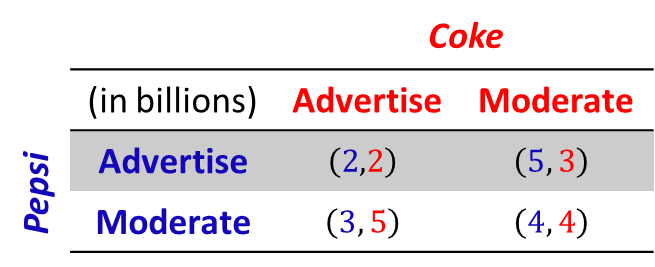 Coke
(in billions) Advertise Moderate
Pepsi
Advertise (2,2) (5, 3)
Moderate (3, 5) (4, 4)